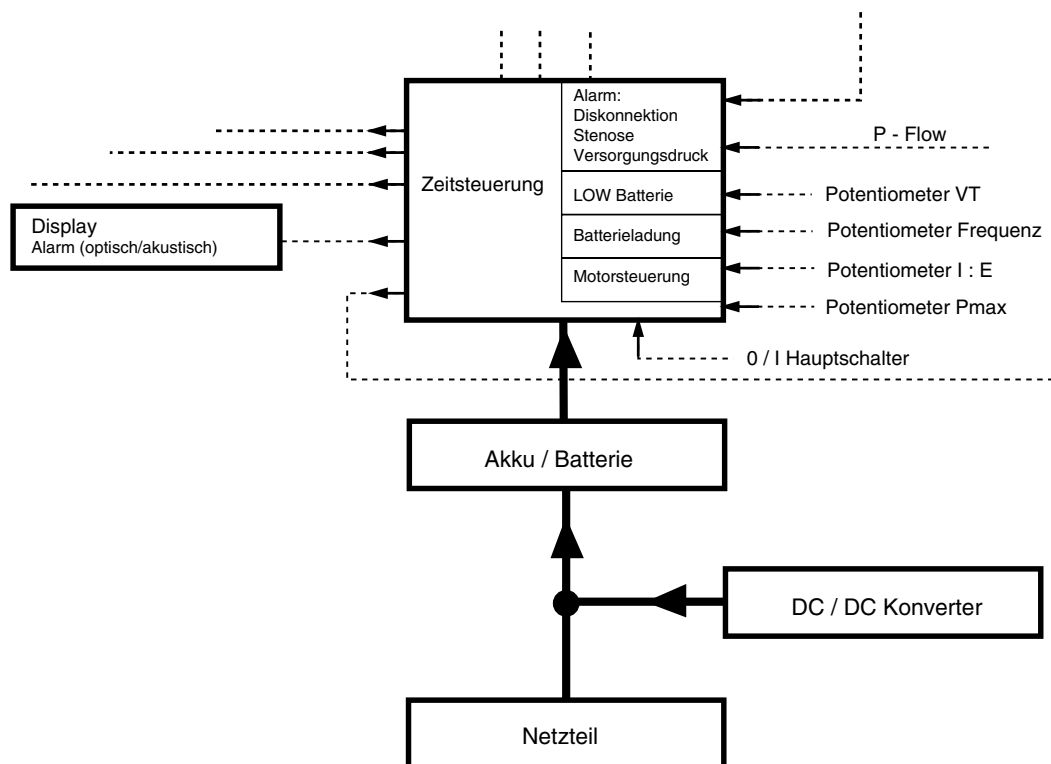 Alarm:
Diskonnektion
Stenose
Versorgungsdruck
P - Flow
Zeitsteuerung
LOW Batterie
Potentiometer VT
Display
Alarm (optisch/akustisch)
Batterieladung
Potentiometer Frequenz
Motorsteuerung
Potentiometer I : E
Potentiometer Pmax
0 / I Hauptschalter
Akku / Batterie
DC / DC Konverter
Netzteil